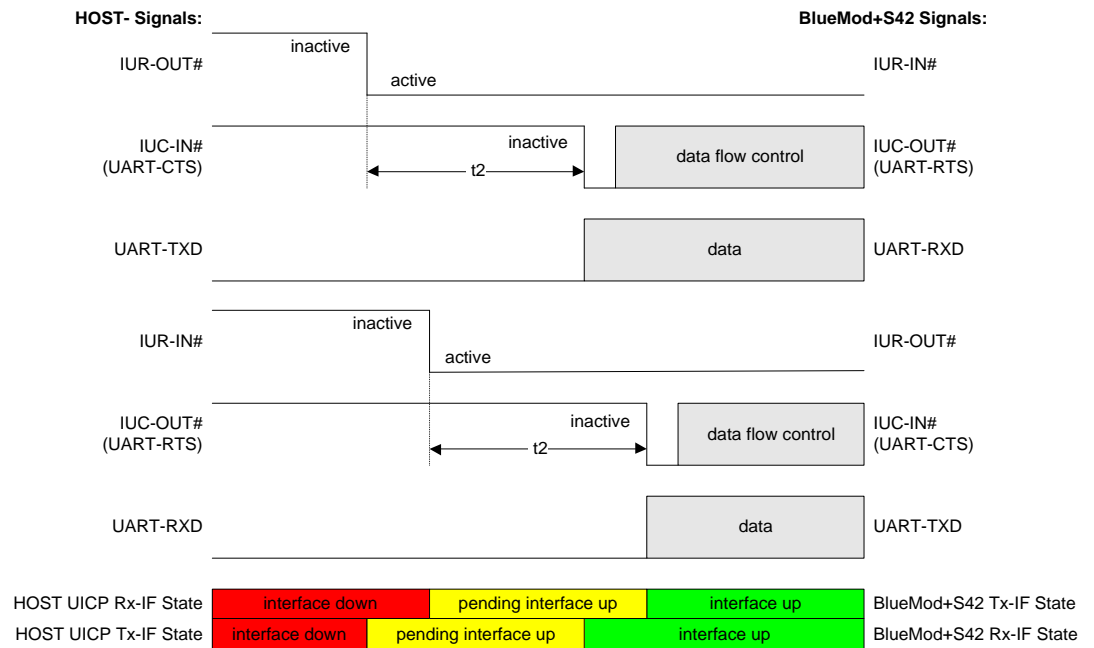 HOST- Signals:
BlueMod+S42 Signals:
inactive
IUR-OUT#
IUR-IN#
active
IUC-IN#
(UART-CTS)
inactive
t2
data flow control
IUC-OUT#
(UART-RTS)
UART-TXD
data
UART-RXD
inactive
IUR-IN#
IUR-OUT#
active
IUC-OUT#
(UART-RTS)
inactive
t2
data flow control
IUC-IN#
(UART-CTS)
UART-RXD
data
UART-TXD
HOST UICP Rx-IF State
interface down
pending interface up
interface up
BlueMod+S42 Tx-IF State
HOST UICP Tx-IF State
interface down
pending interface up
interface up
BlueMod+S42 Rx-IF State